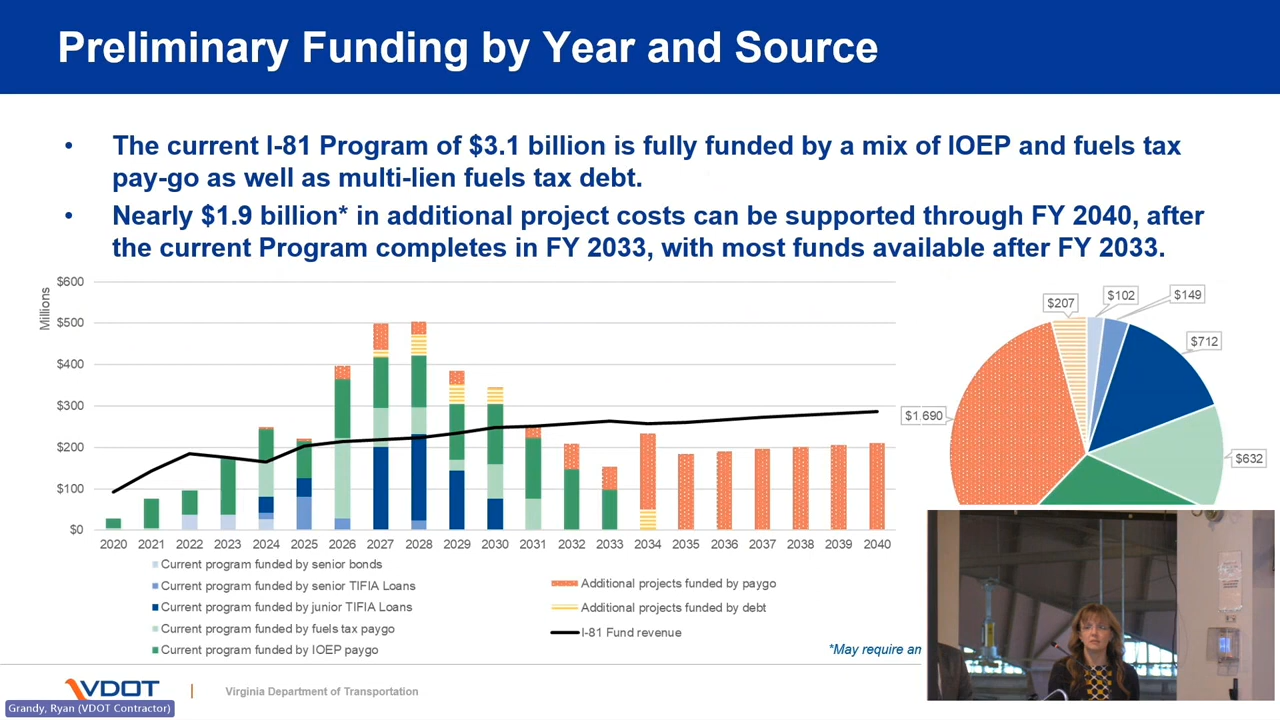 Preliminary Funding by Year and Source
• The current I-81 Program of $3.1 billion is fully funded by a mix of IOEP and fuels tax
pay-go as well as multi-lien fuels tax debt.
• Nearly $1.9 billion* in additional project costs can be supported through FY 2040, after
the current Program completes in FY 2033, with most funds available after FY 2033.
Millions
$600
$500
$400
$300
$200
$100
$0
2020 2021 2022 2023 2024 2025 2026 2027 2028 2029 2030 2031 2032 2033 2034 2035 2036 2037 2038 2039 2040
Current program funded by senior bonds
Current program funded by senior TIFIA Loans
Current program funded by junior TIFIA Loans
Current program funded by fuels tax paygo
Current program funded by IOEP paygo
Additional projects funded by paygo
Additional projects funded by debt
I-81 Fund revenue
$207
$102
$149
$712
$1,690
$632
*May require an
VDOT | Virginia Department of Transportation
Grandy, Ryan (VDOT Contractor)